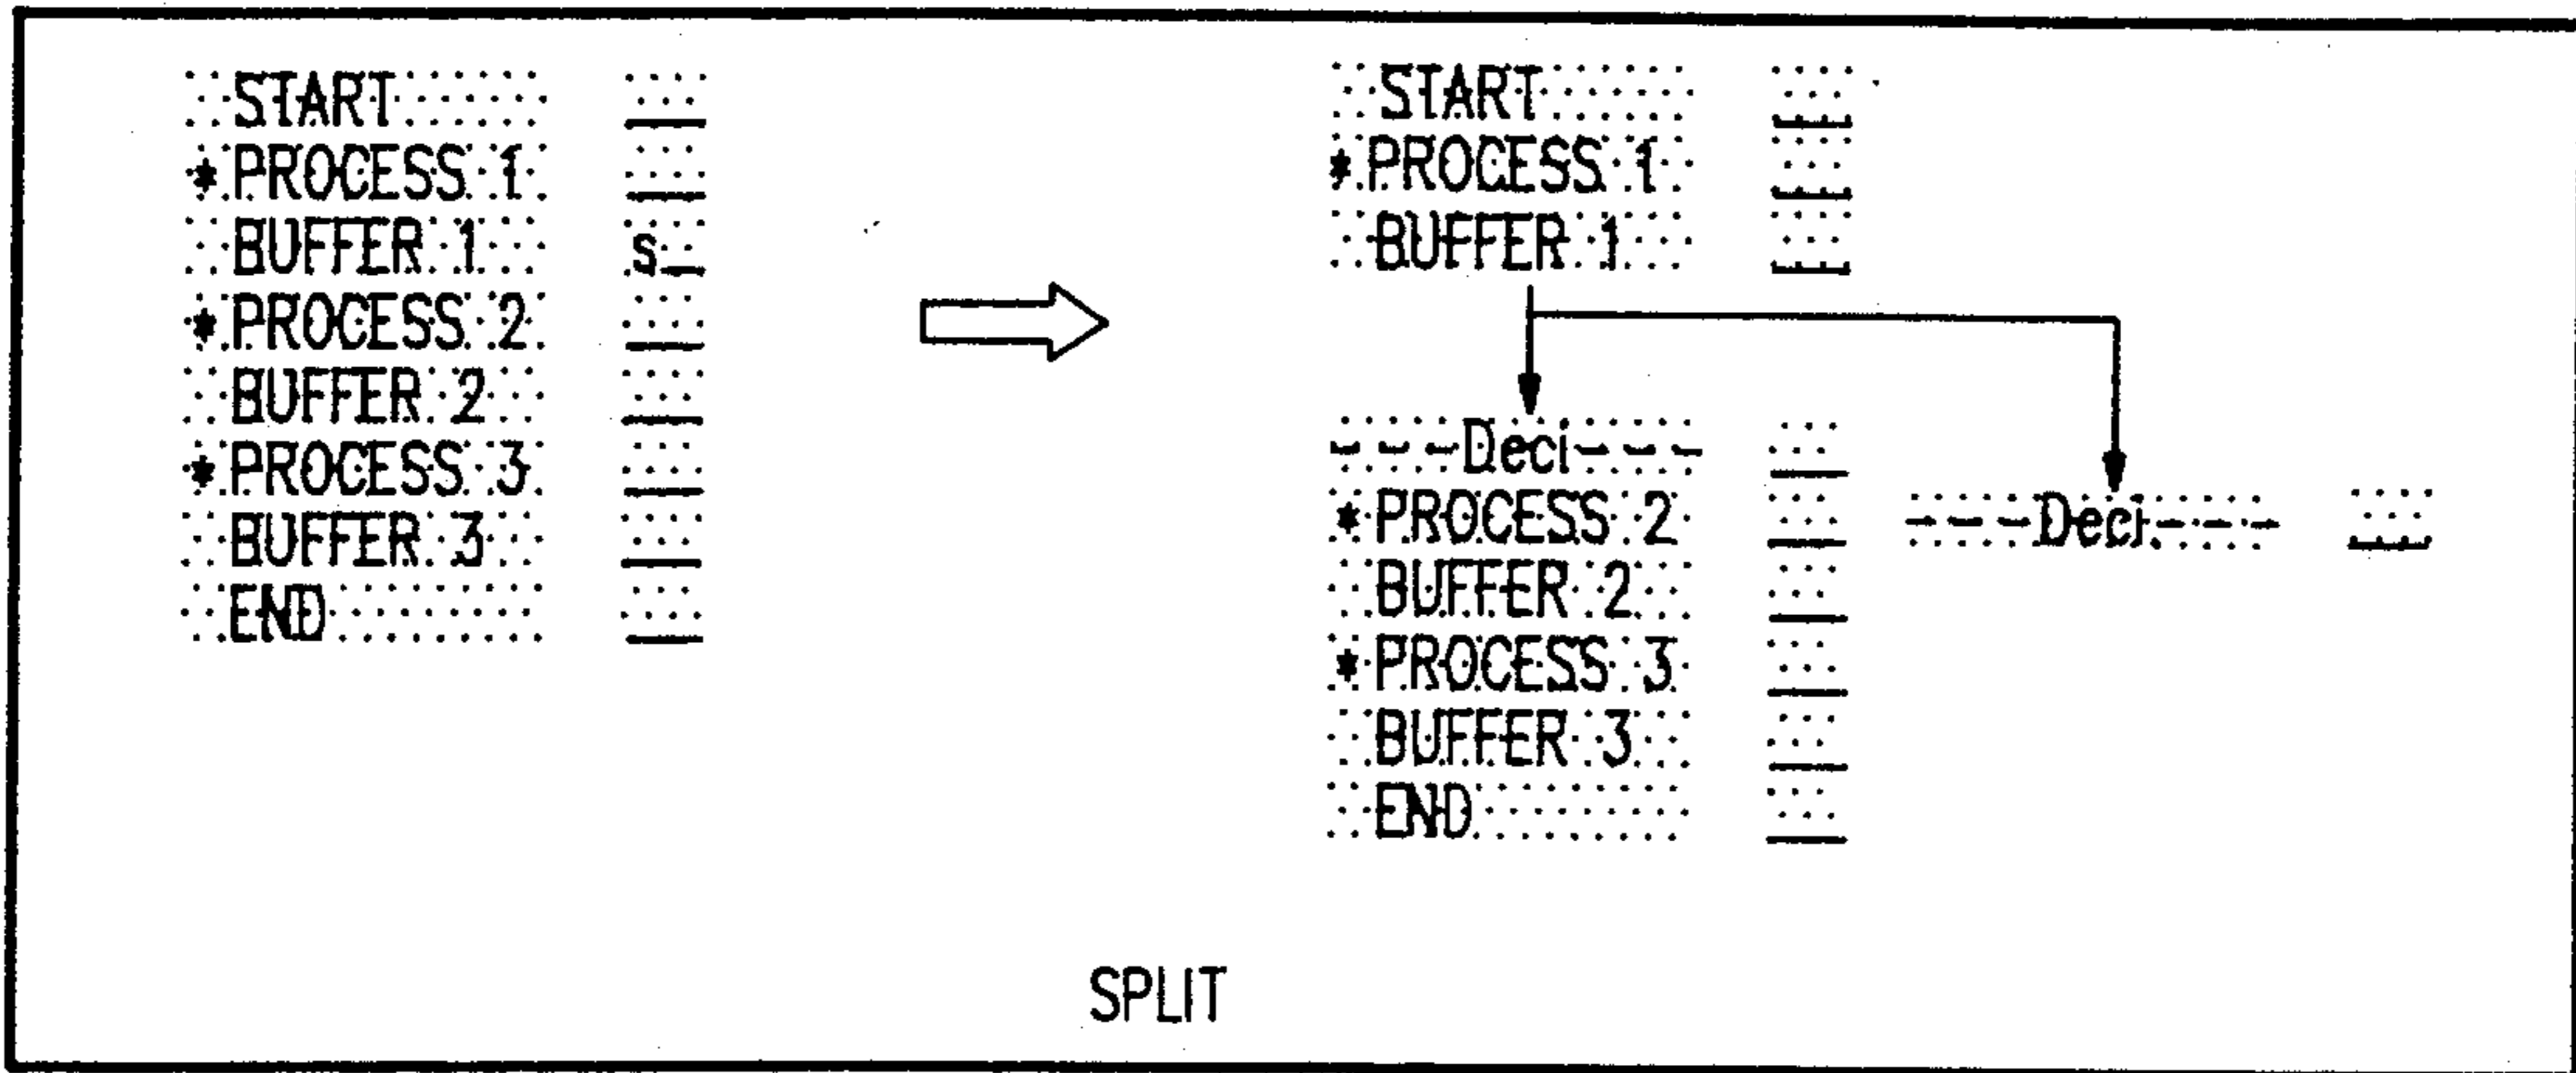 START
*PROCESS 1
BUFFER 1 s
*PROCESS 2
BUFFER 2
*PROCESS 3
BUFFER 3
END
START
*PROCESS 1
BUFFER 1
---Deci---
*PROCESS 2
BUFFER 2
*PROCESS 3
BUFFER 3
END
---Deci---
SPLIT